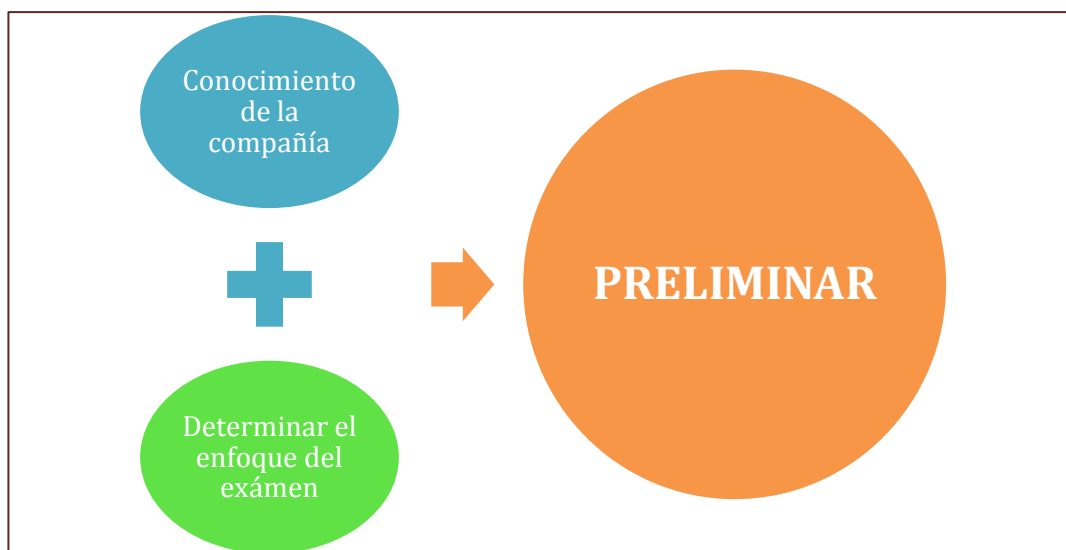 Conocimiento
de la
compañía
Determinar el
enfoque del
exámen
PRELIMINAR